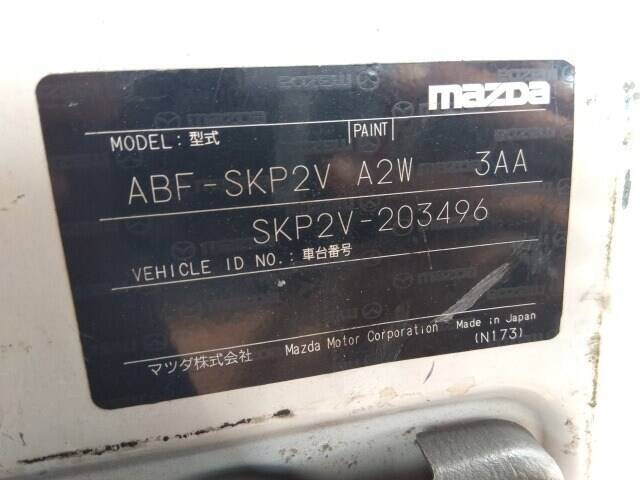 mazda
MODEL: 型式 PAINT
ABF-SKP2V A2W 3AA
SKP2V-203496
VEHICLE ID NO.: 車台番号
マツダ株式会社 Mazda Motor Corporation Made in Japan
(N173)